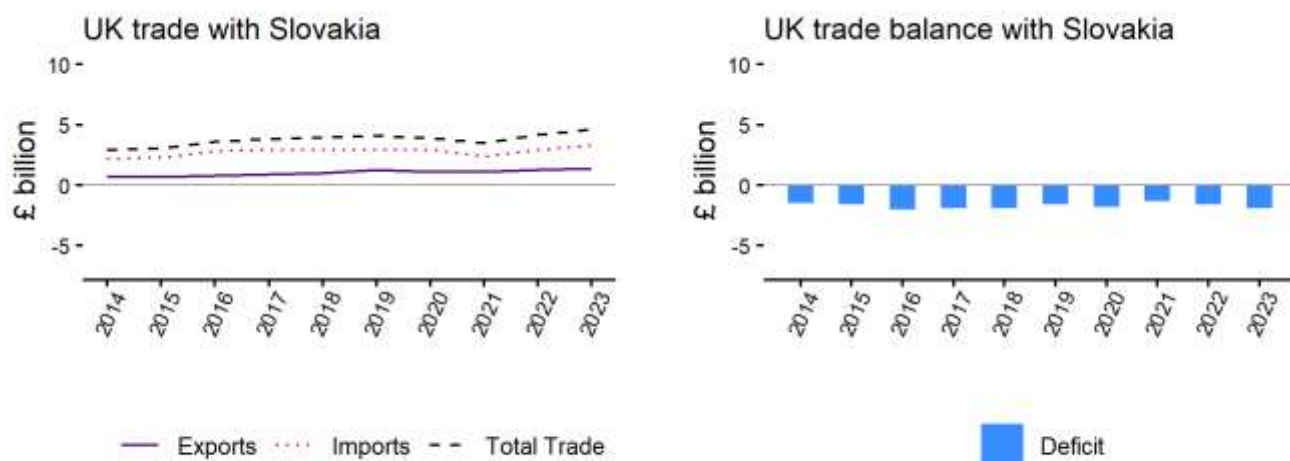 UK trade with Slovakia
10
5
0
-5
£ billion
2014 2015 2016 2017 2018 2019 2020 2021 2022 2023
Exports Imports Total Trade
UK trade balance with Slovakia
10
5
0
-5
£ billion
2014 2015 2016 2017 2018 2019 2020 2021 2022 2023
Deficit